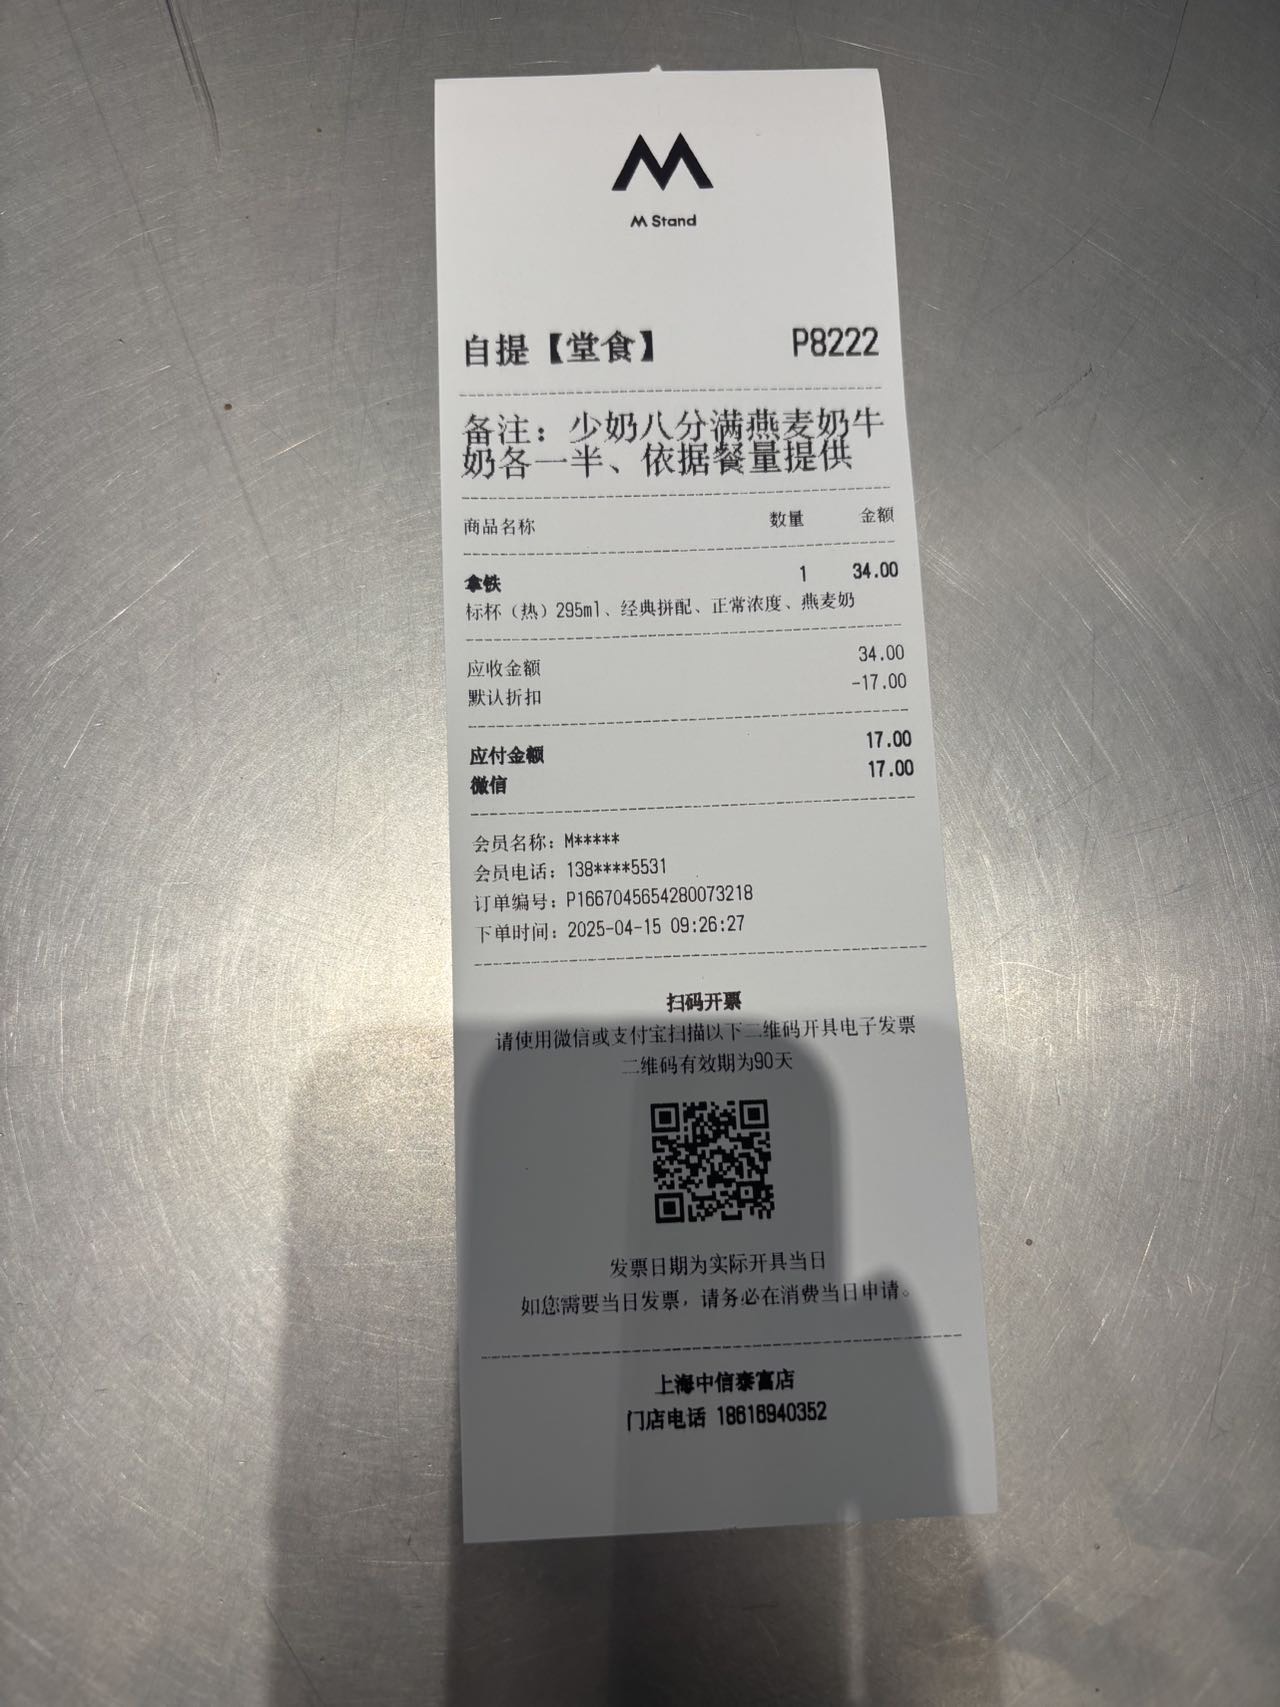 M Stand
自提【堂食】 P8222
备注：少奶八分满燕麦奶牛
奶各一半、依据餐量提供
商品名称 数量 金额
拿铁 1 34.00
标杯（热）295ml、经典拼配、正常浓度、燕麦奶
应收金额 34.00
默认折扣 -17.00
应付金额 17.00
微信 17.00
会员名称：M*****
会员电话：138****5531
订单编号：P1667045654280073218
下单时间：2025-04-15 09:26:27
扫码开票
请使用微信或支付宝扫描以下二维码开具电子发票
二维码有效期为90天
发票日期为实际开具当日
如您需要当日发票，请务必在消费当日申请。
上海中信泰富店
门店电话 18616940352